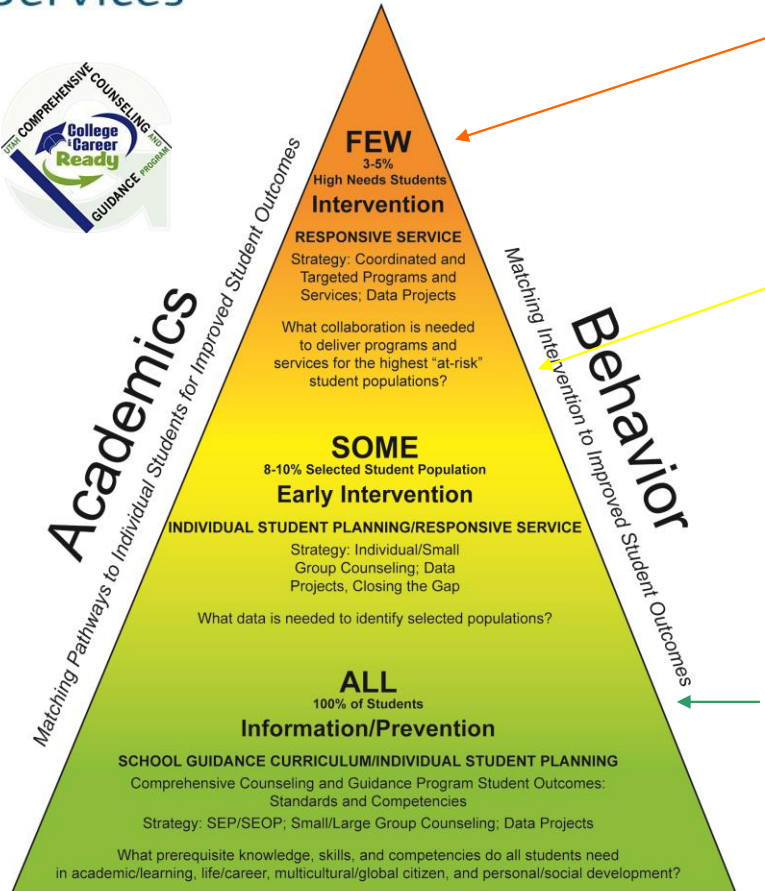 Services
UTAH COMPREHENSIVE COUNSELING AND GUIDANCE PROGRAM
College
&Career
Ready
Academics
Matching Pathways to Individual Students for Improved Student Outcomes
FEW
3-5%
High Needs Students
Intervention
RESPONSIVE SERVICE
Strategy: Coordinated and
Targeted Programs and
Services; Data Projects
What collaboration is needed
to deliver programs and
services for the highest “at-risk”
student populations?
Behavior
Matching Intervention to Improved Student Outcomes
SOME
8-10% Selected Student Population
Early Intervention
INDIVIDUAL STUDENT PLANNING/RESPONSIVE SERVICE
Strategy: Individual/Small
Group Counseling; Data
Projects, Closing the Gap
What data is needed to identify selected populations?
ALL
100% of Students
Information/Prevention
SCHOOL GUIDANCE CURRICULUM/INDIVIDUAL STUDENT PLANNING
Comprehensive Counseling and Guidance Program Student Outcomes:
Standards and Competencies
Strategy: SEP/SEOP; Small/Large Group Counseling; Data Projects
What prerequisite knowledge, skills, and competencies do all students need
in academic/learning, life/career, multicultural/global citizen, and personal/social development?